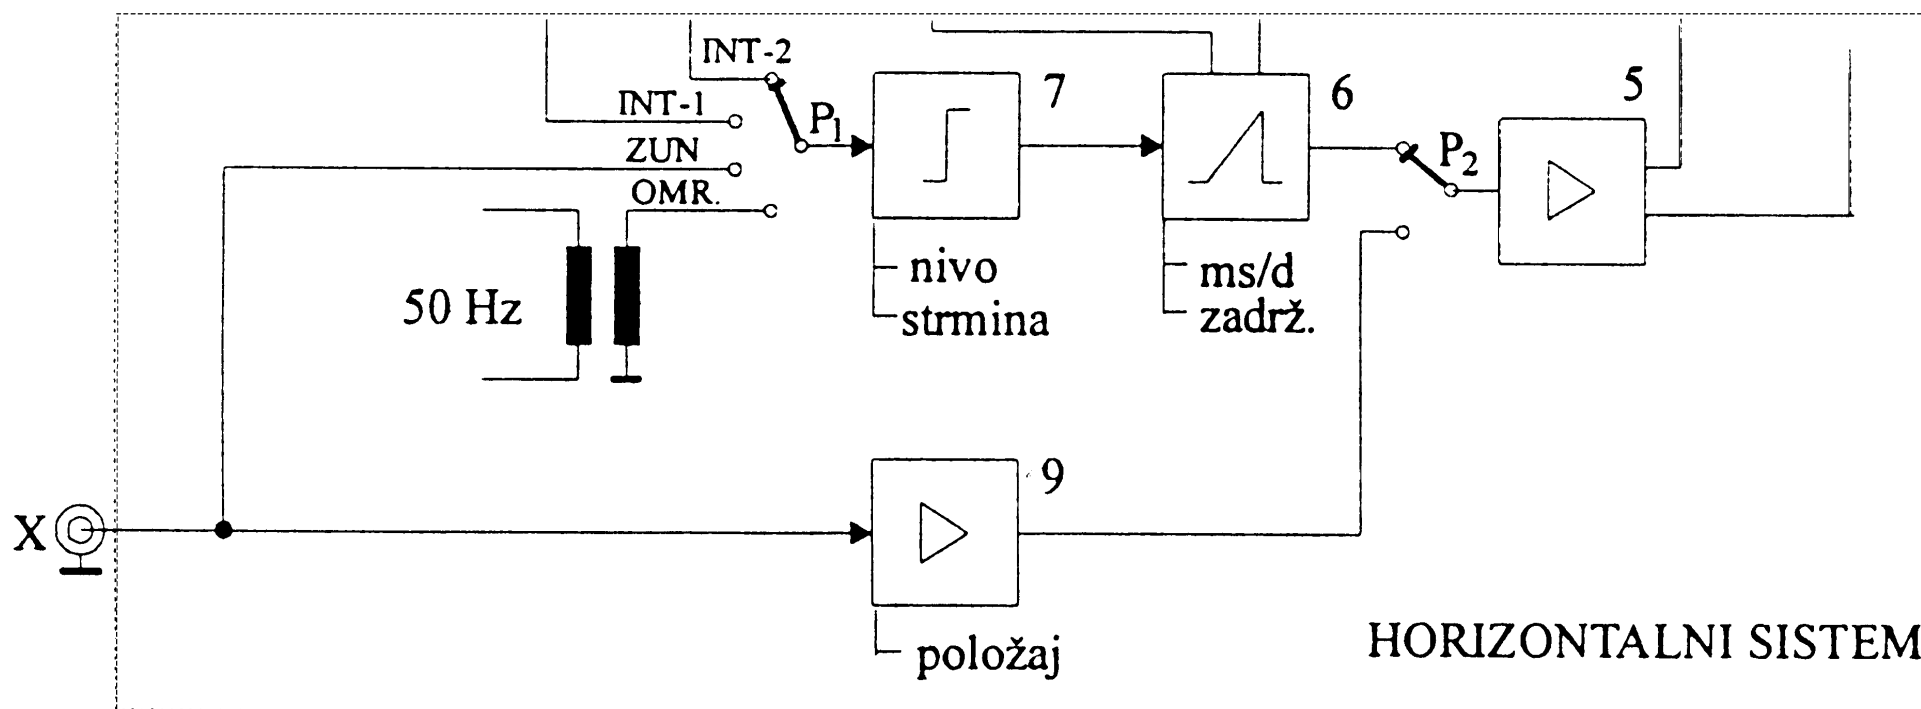 INT-2
INT-1
ZUN
OMR.
P1
7
6
P2
5
nivo
strmina
ms/d
zadrž.
50 Hz
9
X
položaj
HORIZONTALNI SISTEM